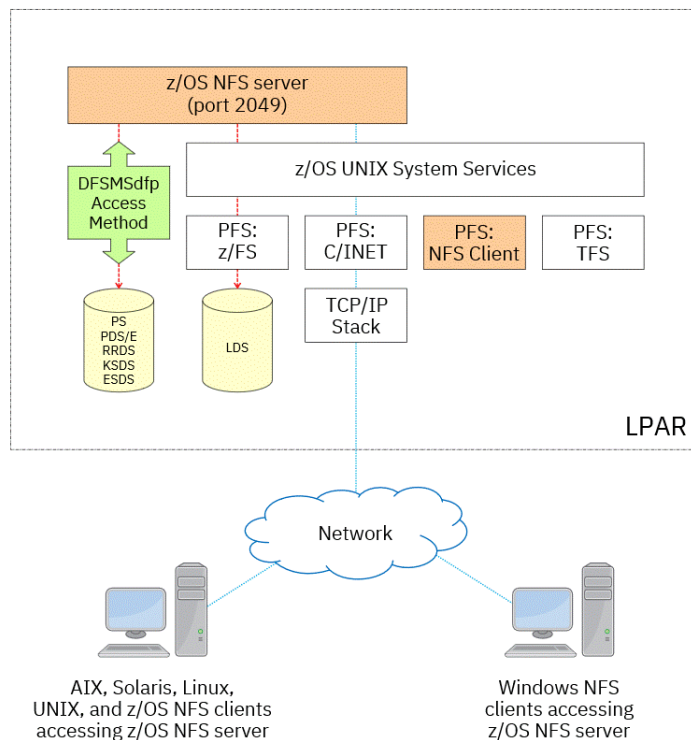 z/OS NFS server
(port 2049)
z/OS UNIX System Services
DFSMSdfp
Access
Method
PFS:
z/FS
PFS:
C/INET
PFS:
NFS Client
PFS:
TFS
TCP/IP
Stack
PS
PDS/E
RRDS
KSDS
ESDS
LDS
LPAR
Network
AIX, Solaris, Linux,
UNIX, and z/OS NFS clients
accessing z/OS NFS server
Windows NFS
clients accessing
z/OS NFS server